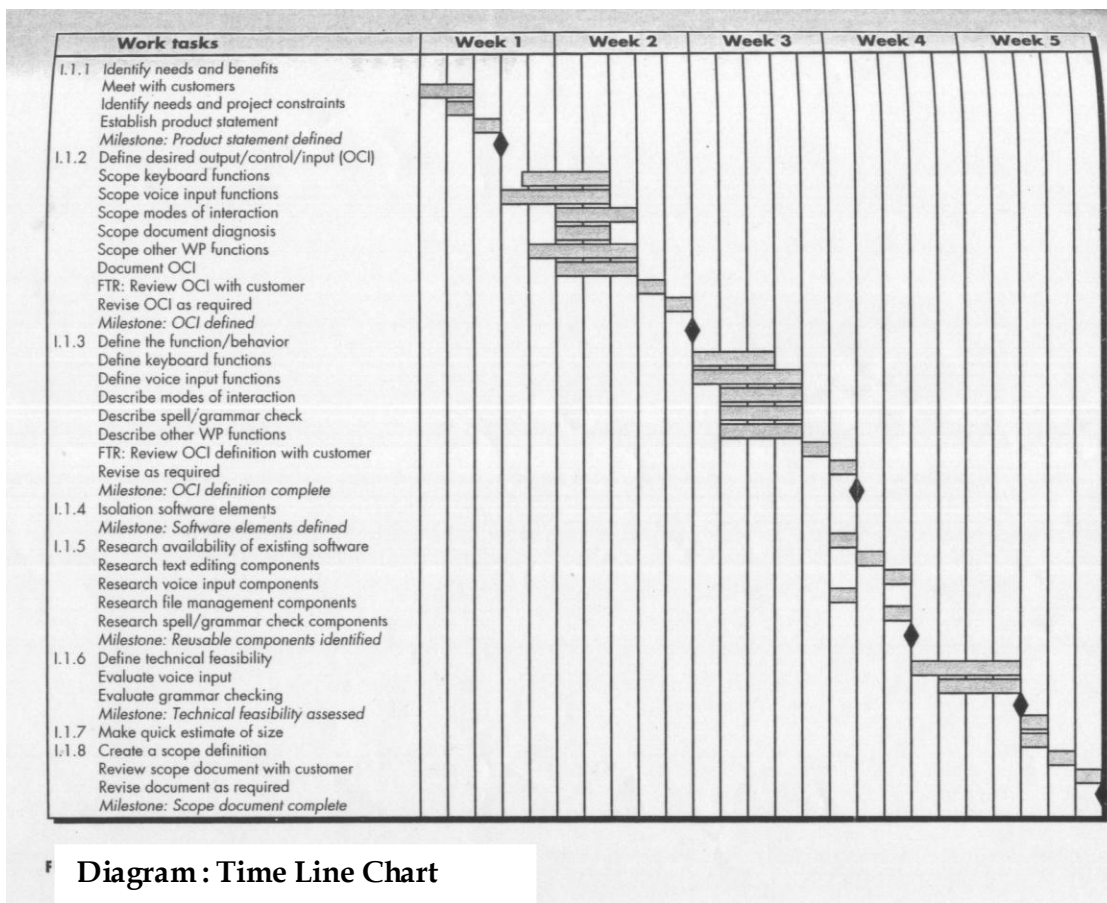 Work tasks Week 1 Week 2 Week 3 Week 4 Week 5
I.1.1 Identify needs and benefits
Meet with customers
Identify needs and project constraints
Establish product statement
Milestone: Product statement defined
I.1.2 Define desired output/control/input (OCI)
Scope keyboard functions
Scope voice input functions
Scope modes of interaction
Scope document diagnosis
Scope other WP functions
Document OCI
FTR: Review OCI with customer
Revise OCI as required
Milestone: OCI defined
I.1.3 Define the function/behavior
Define keyboard functions
Define voice input functions
Describe modes of interaction
Describe spell/grammar check
Describe other WP functions
FTR: Review OCI definition with customer
Revise as required
Milestone: OCI definition complete
I.1.4 Isolation software elements
Milestone: Software elements defined
I.1.5 Research availability of existing software
Research text editing components
Research voice input components
Research file management components
Research spell/grammar check components
Milestone: Reusable components identified
I.1.6 Define technical feasibility
Evaluate voice input
Evaluate grammar checking
Milestone: Technical feasibility assessed
I.1.7 Make quick estimate of size
I.1.8 Create a scope definition
Review scope document with customer
Revise document as required
Milestone: Scope document complete
F
Diagram : Time Line Chart